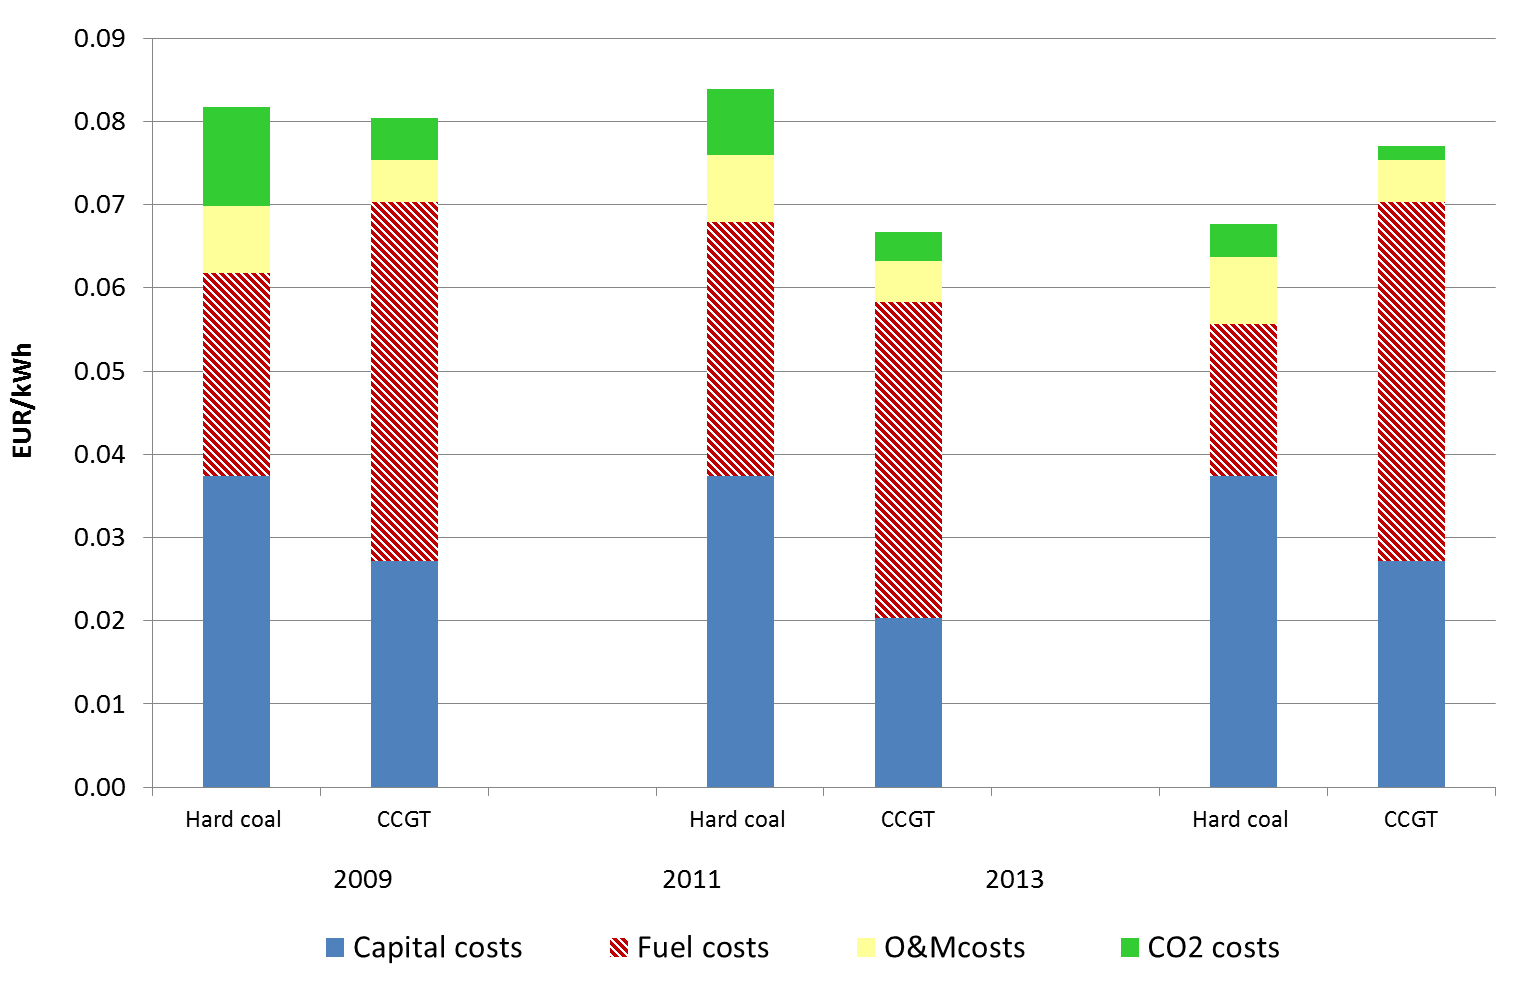 0.09
0.08
0.07
0.06
0.05
0.04
0.03
0.02
0.01
0.00
EUR/kWh
Hard coal CCGT Hard coal CCGT Hard coal CCGT
2009 2011 2013
Capital costs Fuel costs O&Mcosts CO2 costs